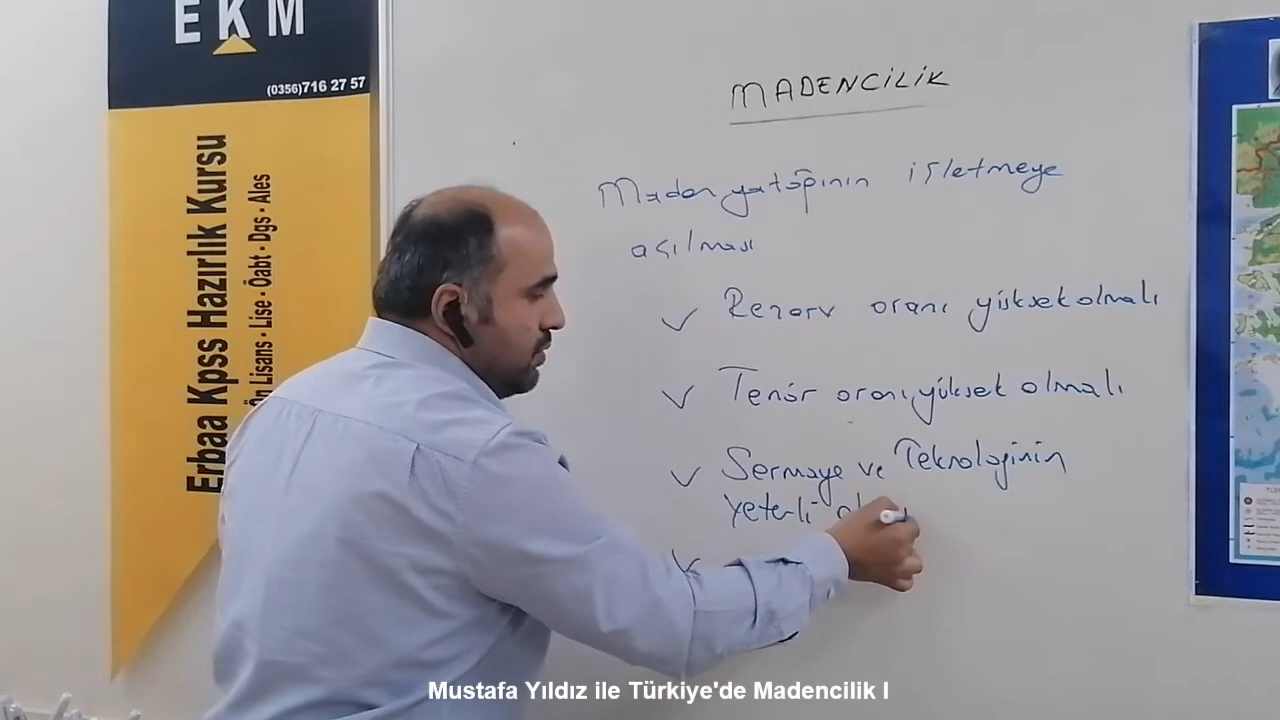 EKM
(0356)716 27 57
Erbaa Kpss Hazırlık Kursu
Ön Lisans - Lise - Öabt - Dgs - Ales
MADENCİLİK
Maden yatağının işletmeye
açılması
✓ Rezerv oranı yüksek olmalı
✓ Tenör oranı yüksek olmalı
✓ Sermaye ve Teknolojinin
yeterli
✓
Mustafa Yıldız ile Türkiye'de Madencilik I